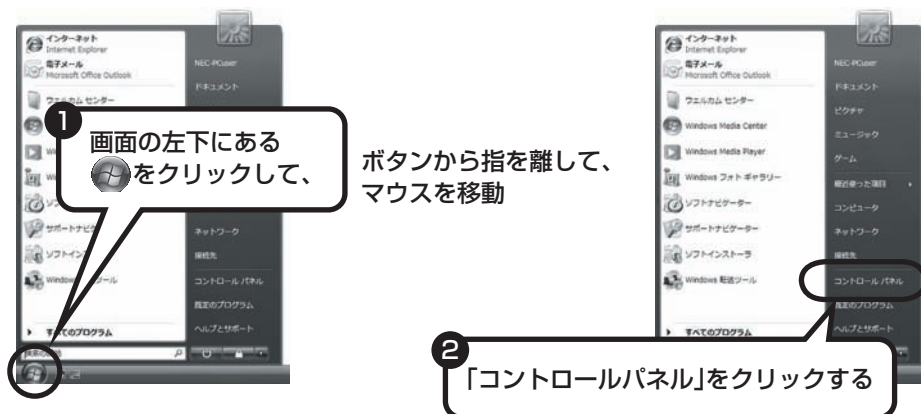 インターネット
Internet Explorer
電子メール
Microsoft Office Outlook
ウェルカム センター
NEC-PCuser
ドキュメント
1
画面の左下にある
をクリックして、
サポートナビゲ
ソフトインス
Windows
ツール
ネットワーク
接続先
コントロール パネル
既定のプログラム
ヘルプとサポート
すべてのプログラム
ボタンから指を離して、
マウスを移動
インターネット
Internet Explorer
電子メール
Microsoft Office Outlook
ウェルカム センター
Windows Media Center
Windows Media Player
Windows フォト ギャラリー
ソフトナビゲーター
サポートナビゲーター
ソフトインストーラ
Windows 転送ツール
すべてのプログラム
NEC-PCuser
ドキュメント
ピクチャ
ミュージック
ゲーム
最近使った項目
コンピュータ
ネットワーク
接続先
コントロール パネル
既定のプログラム
ヘルプとサポート
2
「コントロールパネル」をクリックする